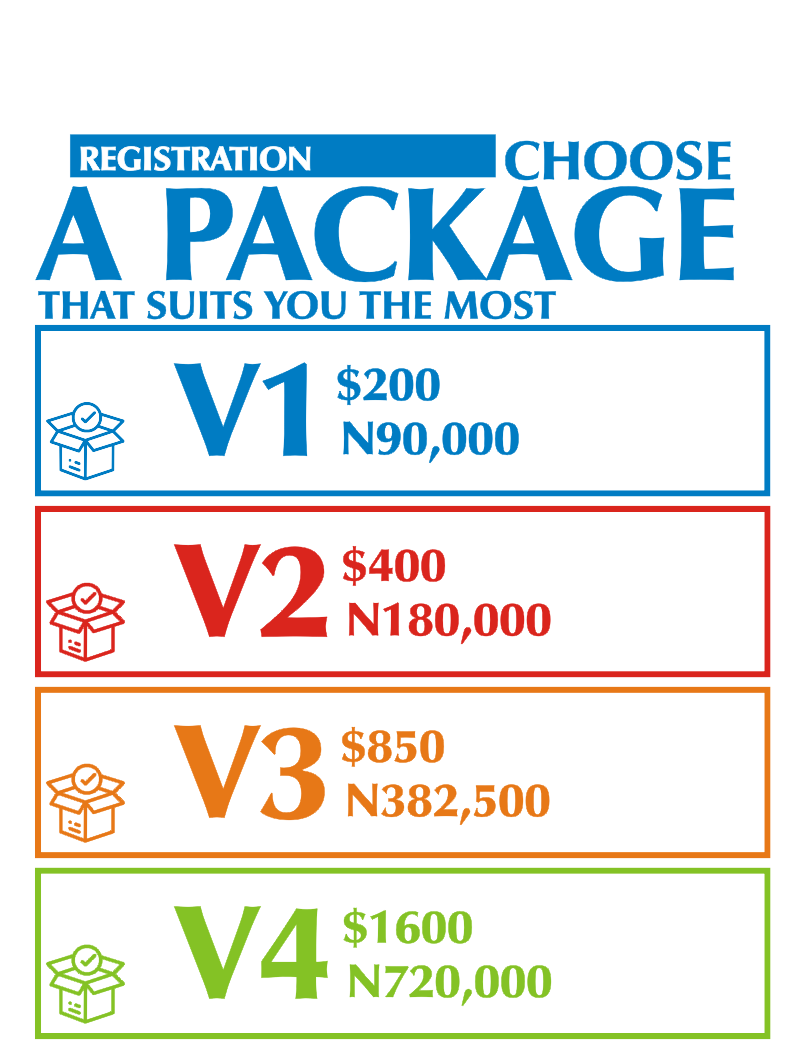 REGISTRATION CHOOSE
A PACKAGE
THAT SUITS YOU THE MOST
V1
$200
N90,000
V2
$400
N180,000
V3
$850
N382,500
V4
$1600
N720,000